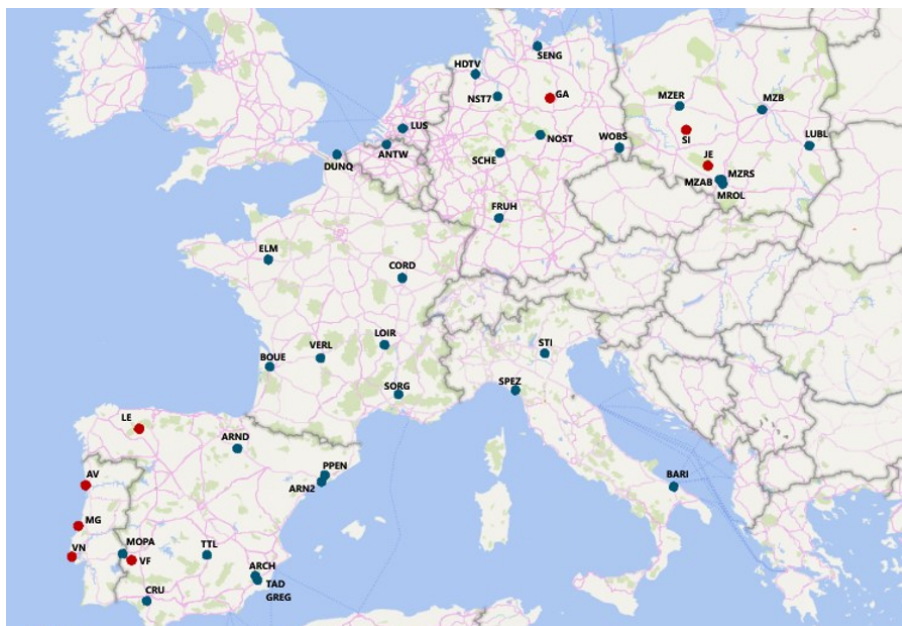 SENG
HDTV
NST7
GA
MZER
MZB
LUS
SI
NOST
WOBS
LUBL
ANTW
DUNQ
SCHE
JE
MZRS
MZAB
MROL
FRUH
ELM
CORD
LOIR
VERL
STI
BOUE
SORG
SPEZ
LE
ARND
PPEN
AV
ARN2
BARI
MG
VN
MOPA
VF
TTL
ARCH
TAD
GREG
CRU